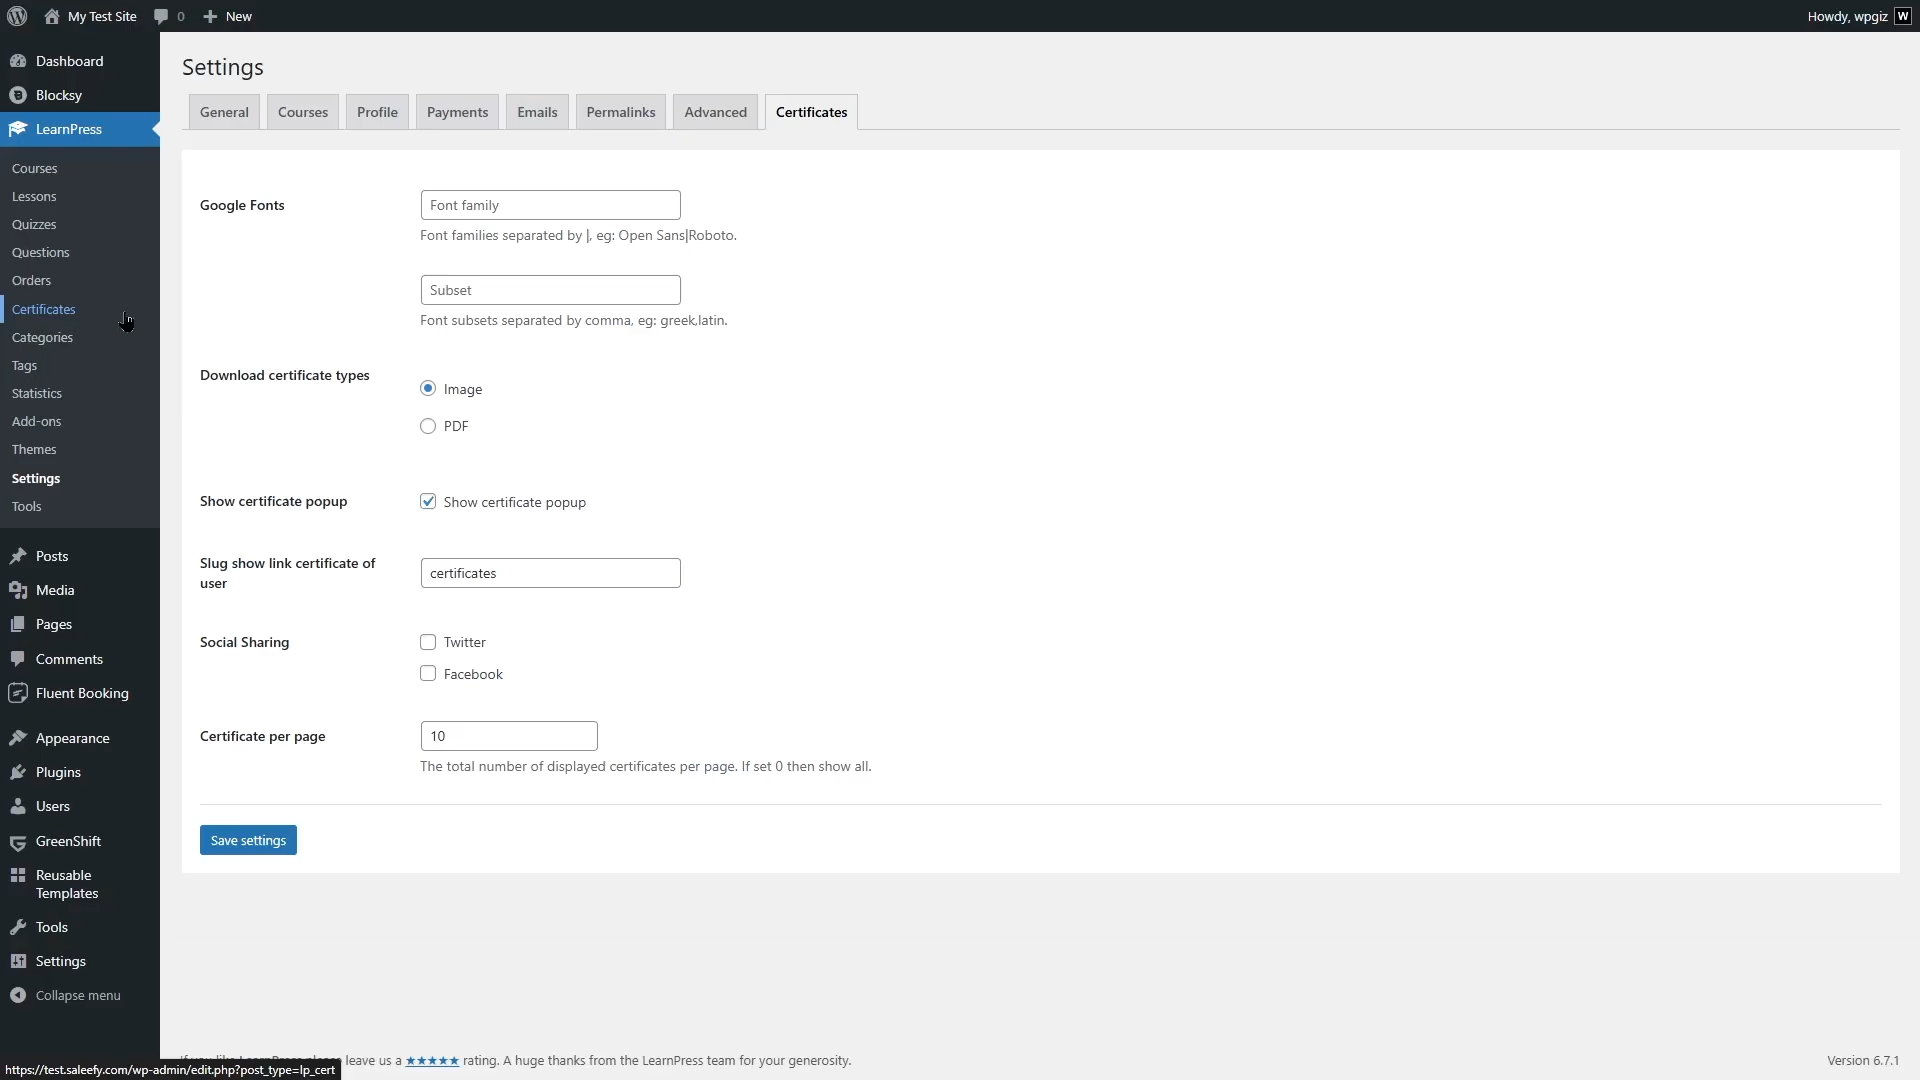 My Test Site
0
New
Howdy, wpgiz
W
Dashboard
Blocksy
LearnPress
Courses
Lessons
Quizzes
Questions
Orders
Certificates
Categories
Tags
Statistics
Add-ons
Themes
Settings
Tools
Posts
Media
Pages
Comments
Fluent Booking
Appearance
Plugins
Users
GreenShift
Reusable
Templates
Tools
Settings
Collapse menu
Settings
General
Courses
Profile
Payments
Emails
Permalinks
Advanced
Certificates
Google Fonts
Font family
Font families separated by |, eg: Open Sans|Roboto.
Subset
Font subsets separated by comma, eg: greek,latin.
Download certificate types
Image
PDF
Show certificate popup
Show certificate popup
Slug show link certificate of
user
certificates
Social Sharing
Twitter
Facebook
Certificate per page
10
The total number of displayed certificates per page. If set 0 then show all.
Save settings
leave us a ★★★★★ rating. A huge thanks from the LearnPress team for your generosity.
Version 6.7.1
https://test.saleefy.com/wp-admin/edit.php?post_type=lp_cert